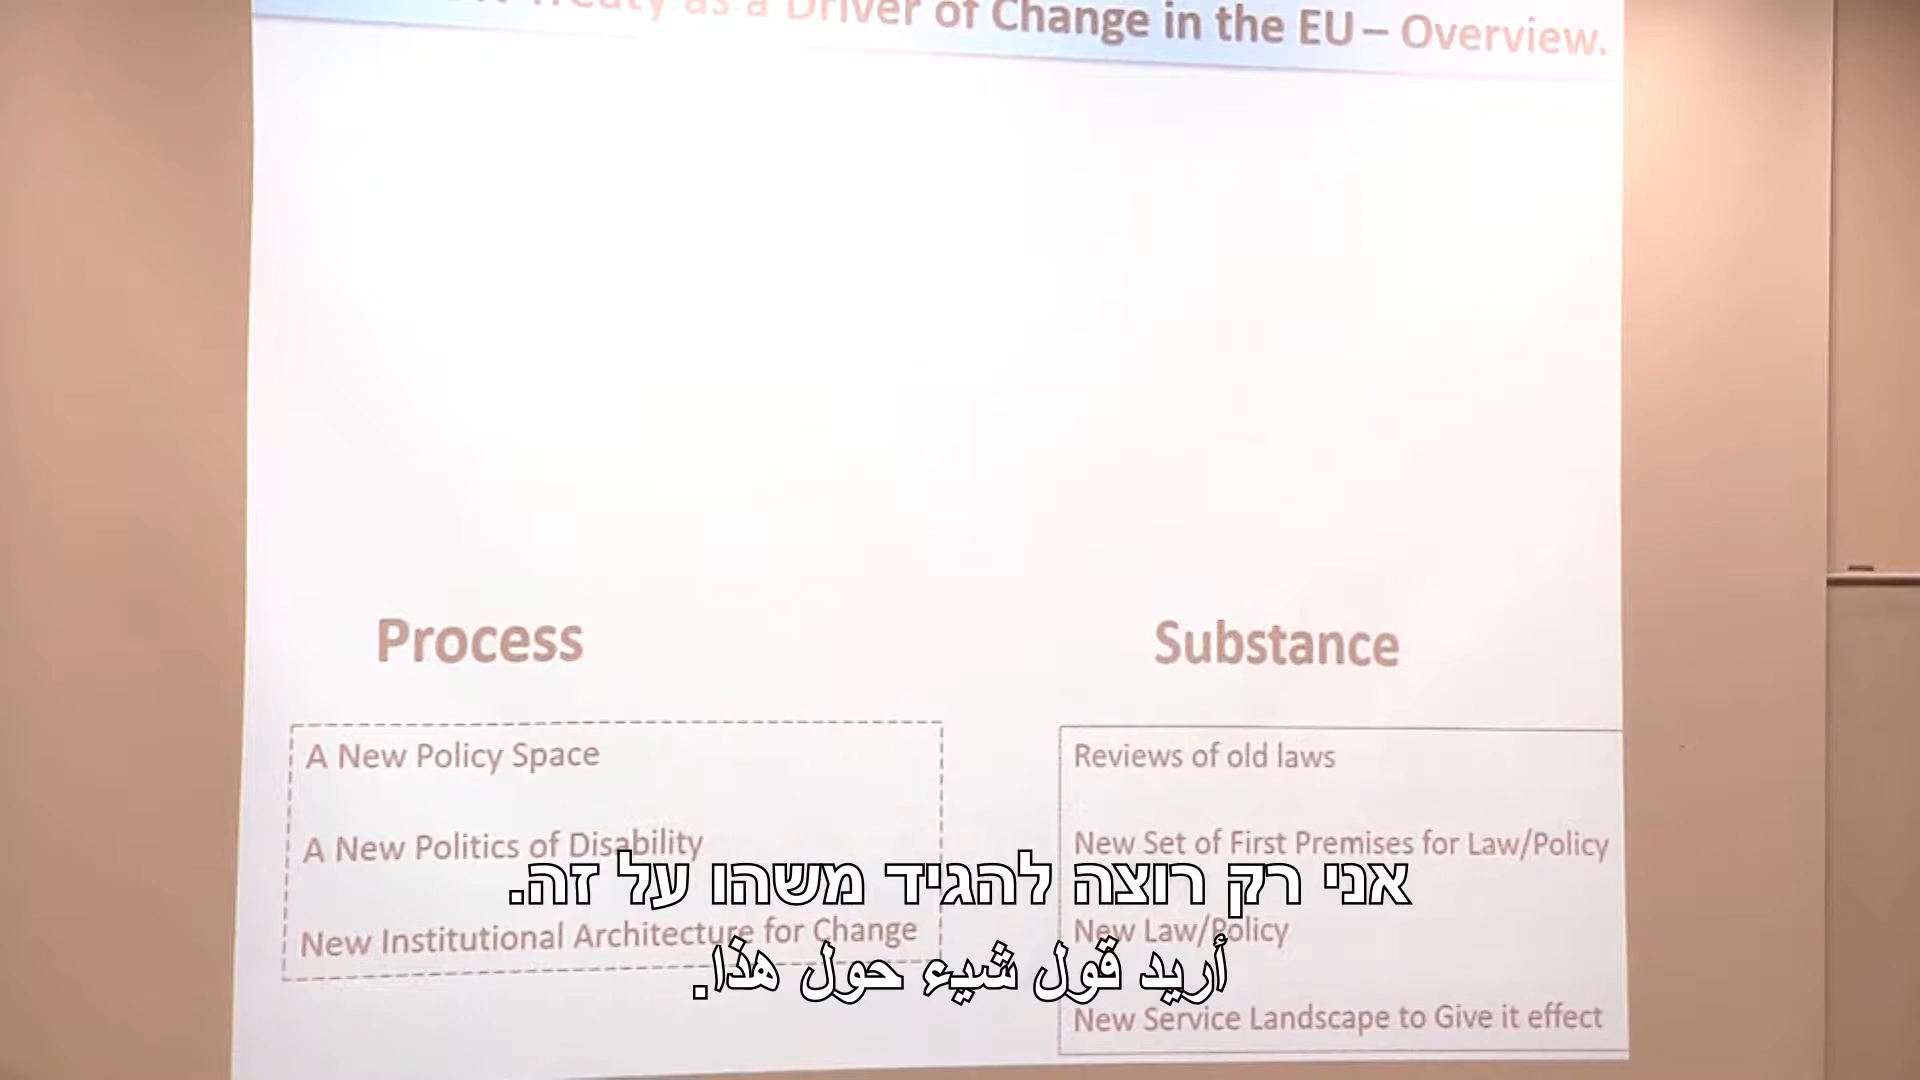 Treaty as a Driver of Change in the EU – Overview.
Process
A New Policy Space
A New Politics of Disability
New Institutional Architecture for Change
Substance
Reviews of old laws
New Set of First Premises for Law/Policy
New Law/Policy
New Service Landscape to Give it effect
אני רק רוצה להגיד משהו על זה.
أريد قول شيء حول هذا.